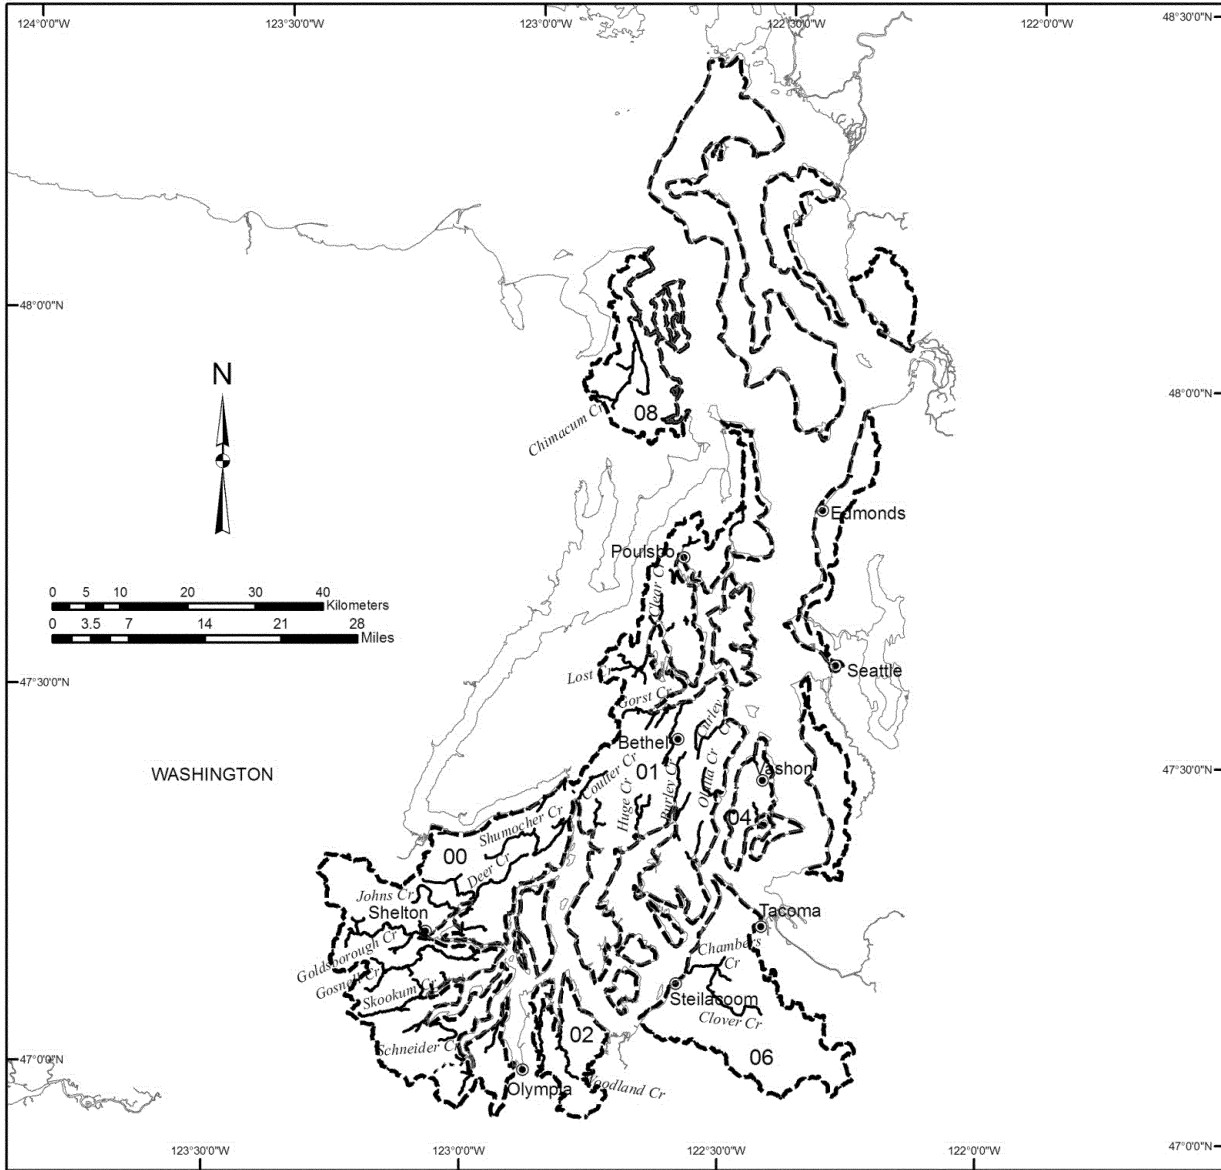 124°0'0"W
123°30'0"W
123°0'0"W
122°30'0"W
122°0'0"W
48°30'0"N
48°0'0"N
48°0'0"N
N
08
Chimacum Cr
Edmonds
Poulsbo
Clear Cr
0 5 10 20 30 40
Kilometers
0 3.5 7 14 21 28
Miles
Lost Cr
Seattle
47°30'0"N
Gorst Cr
Curley Cr
Bethel
WASHINGTON
01
Coulter Cr
Vashon
47°30'0"N
Huge Cr
Burley Cr
Olalla Cr
04
Shumocher Cr
00
Deer Cr
Johns Cr
Shelton
Tacoma
Goldsborough Cr
Chambers
Cr
Gosnell Cr
Skookum Cr
Steilacoom
Clover Cr
02
Schneider Cr
06
47°0'0"N
Olympia
Woodland Cr
47°0'0"N
123°30'0"W
123°0'0"W
122°30'0"W
122°0'0"W